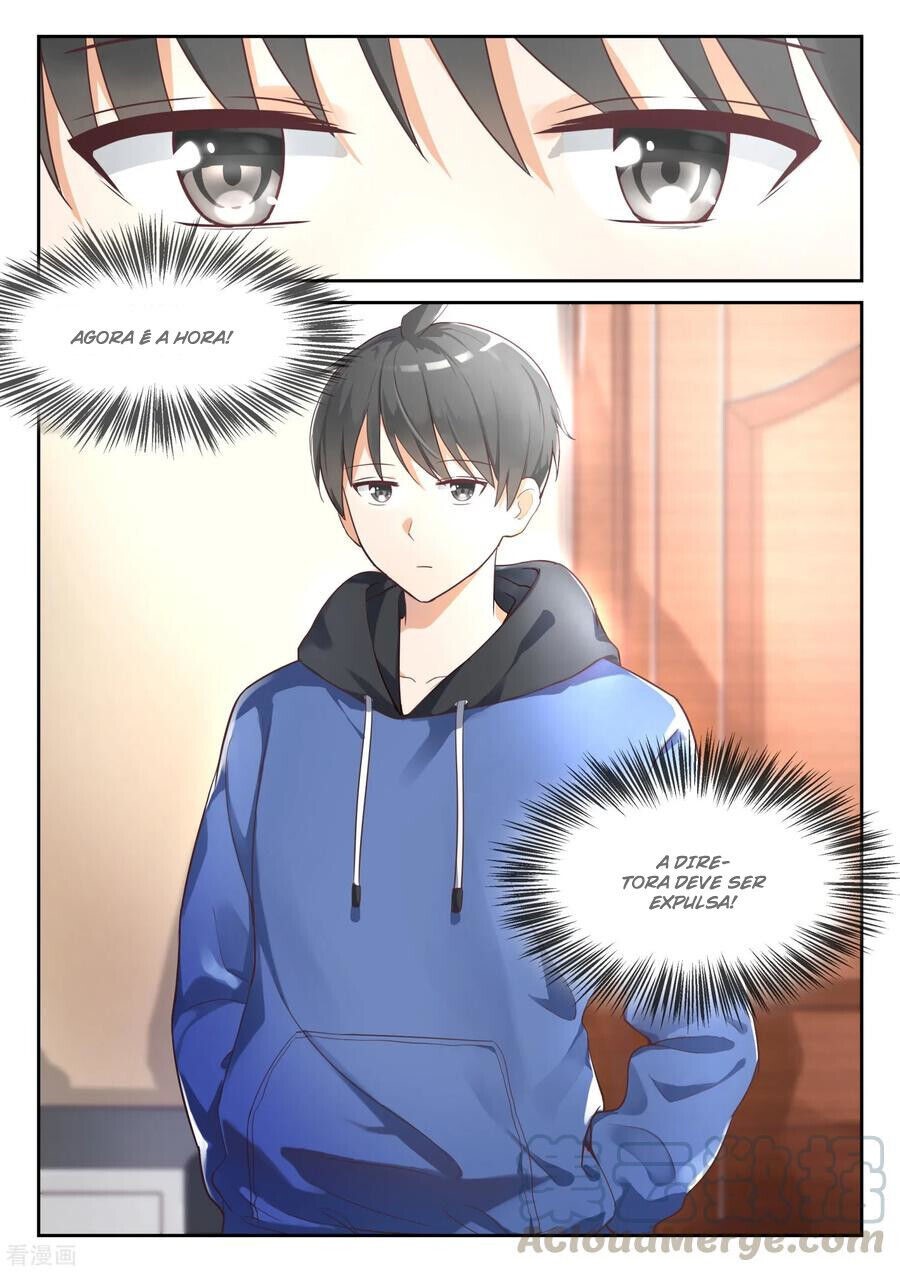 AGORA É A HORA!
A DIRE-
TORA DEVE SER
EXPULSA!
看漫画
AcloudMerge.com